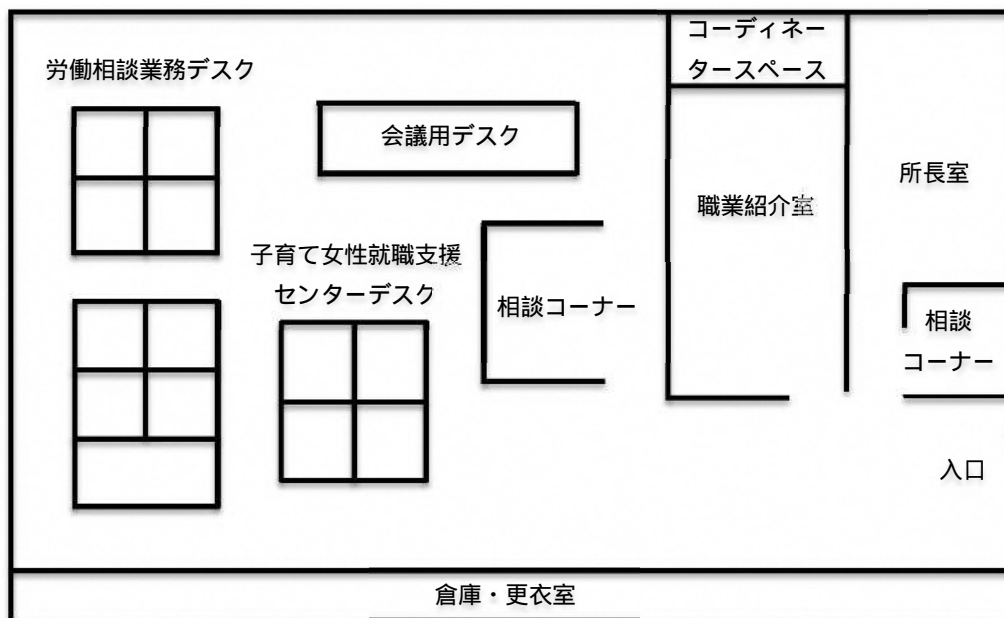 労働相談業務デスク
会議用デスク
子育て女性就職支援
センターデスク
相談コーナー
コーディネー
タースペース
職業紹介室
所長室
相談
コーナー
入口
倉庫・更衣室